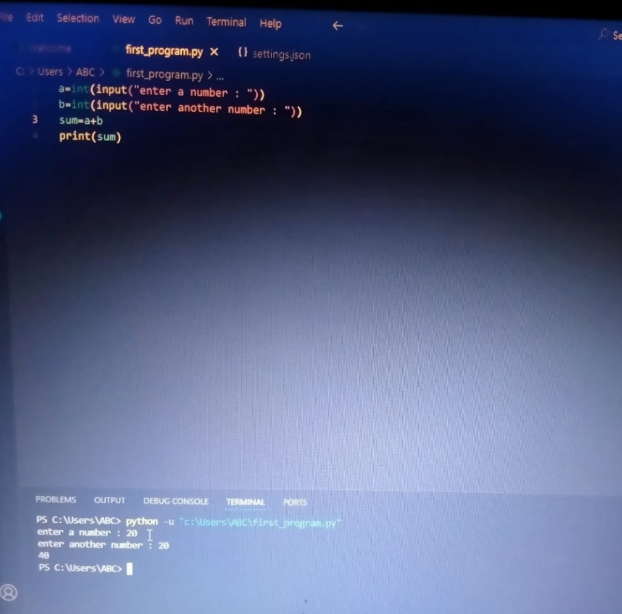 File Edit Selection View Go Run Terminal Help
Welcome first_program.py {} settings.json
C: > Users > ABC > first_program.py > ...
a=int(input("enter a number : "))
b=int(input("enter another number : "))
3 sum=a+b
4 print(sum)
PROBLEMS OUTPUT DEBUG CONSOLE TERMINAL PORTS
PS C:\Users\ABC> python -u "c:\Users\ABC\first_program.py"
enter a number : 20
enter another number : 20
40
PS C:\Users\ABC>